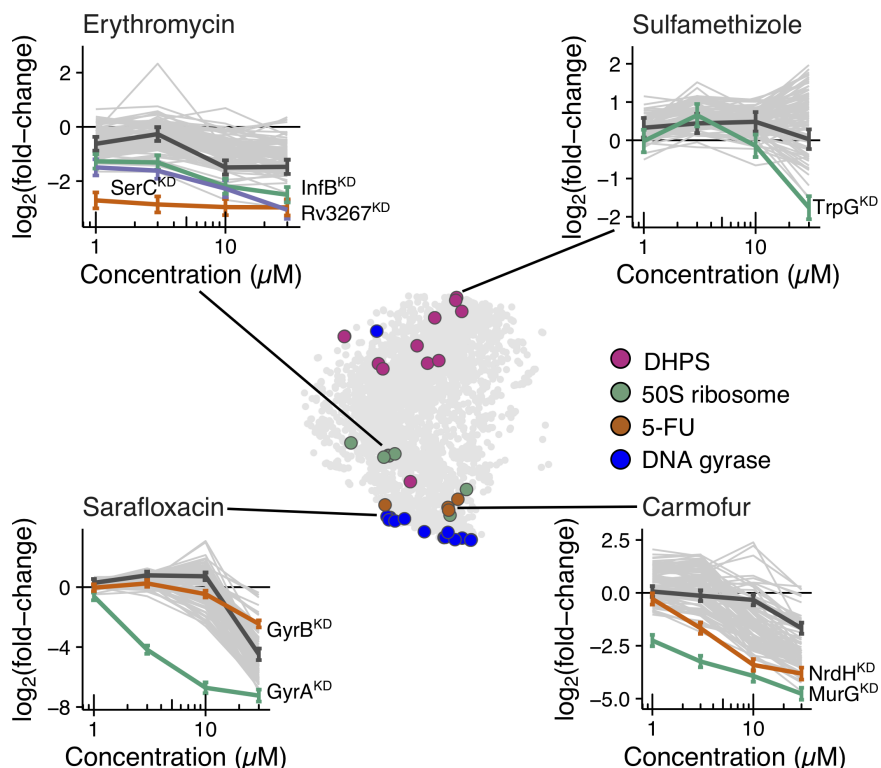 Erythromycin
log₂(fold−change)
2
0
−2
SerCᴷᴰ
InfBᴷᴰ
Rv3267ᴷᴰ
1
10
Concentration (µM)
Sulfamethizole
log₂(fold−change)
2
1
0
−1
−2
TrpGᴷᴰ
1
10
Concentration (µM)
DHPS
50S ribosome
5-FU
DNA gyrase
Sarafloxacin
log₂(fold−change)
0
−4
−8
GyrBᴷᴰ
GyrAᴷᴰ
1
10
Concentration (µM)
Carmofur
log₂(fold−change)
2.5
0.0
−2.5
−5.0
NrdHᴷᴰ
MurGᴷᴰ
1
10
Concentration (µM)